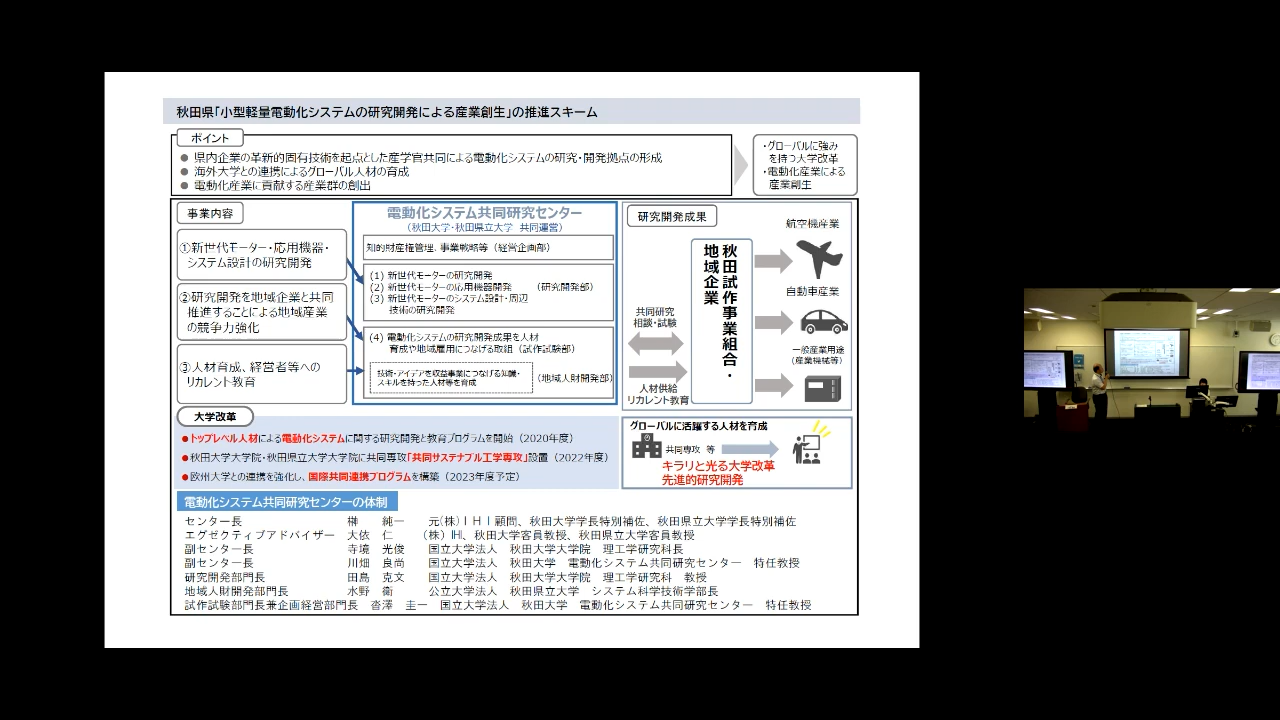 秋田県「小型軽量電動化システムの研究開発による産業創生」の推進スキーム
ポイント
● 県内企業の革新的固有技術を起点とした産学官共同による電動化システムの研究・開発拠点の形成
● 海外大学との連携によるグローバル人材の育成
● 電動化産業に貢献する産業群の創出
・グローバルに強み
を持つ大学改革
・電動化産業による
産業創生
事業内容
①新世代モーター・応用機器・
システム設計の研究開発
②研究開発を地域企業と共同
推進することによる地域産業
の競争力強化
③人材育成、経営者等への
リカレント教育
電動化システム共同研究センター
（秋田大学・秋田県立大学 共同運営）
知的財産権管理、事業戦略等（経営企画部）
(1) 新世代モーターの研究開発
(2) 新世代モーターの応用機器開発 （研究開発部）
(3) 新世代モーターのシステム設計・周辺
技術の研究開発
(4) 電動化システムの研究開発成果を人材
育成や地域雇用につなげる取組（試作試験部）
技術・アイデアを収益事業につなげる知識・
スキルを持った人材等を育成
（地域人財開発部）
研究開発成果
共同研究
相談・試験
人材供給
リカレント教育
秋田試作事業組合・
地域企業
航空機産業
自動車産業
一般産業用途
(産業機械等)
大学改革
●トップレベル人材による電動化システムに関する研究開発と教育プログラムを開始（2020年度）
●秋田大学大学院・秋田県立大学大学院に共同専攻「共同サステナブル工学専攻」設置（2022年度）
●欧州大学との連携を強化し、国際共同連携プログラムを構築（2023年度予定）
グローバルに活躍する人材を育成
共同専攻 等
キラリと光る大学改革
先進的研究開発
電動化システム共同研究センターの体制
センター長 榊 純一 元(株)ＩＨＩ顧問、秋田大学学長特別補佐、秋田県立大学学長特別補佐
エグゼクティブアドバイザー 大依 仁 （株）IHI、秋田大学客員教授、秋田県立大学客員教授
副センター長 寺境 光俊 国立大学法人 秋田大学大学院 理工学研究科長
副センター長 川畑 良尚 国立大学法人 秋田大学 電動化システム共同研究センター 特任教授
研究開発部門長 田島 克文 国立大学法人 秋田大学大学院 理工学研究科 教授
地域人財開発部門長 水野 衛 公立大学法人 秋田県立大学 システム科学技術学部長
試作試験部門長兼企画経営部門長 沓澤 圭一 国立大学法人 秋田大学 電動化システム共同研究センター 特任教授